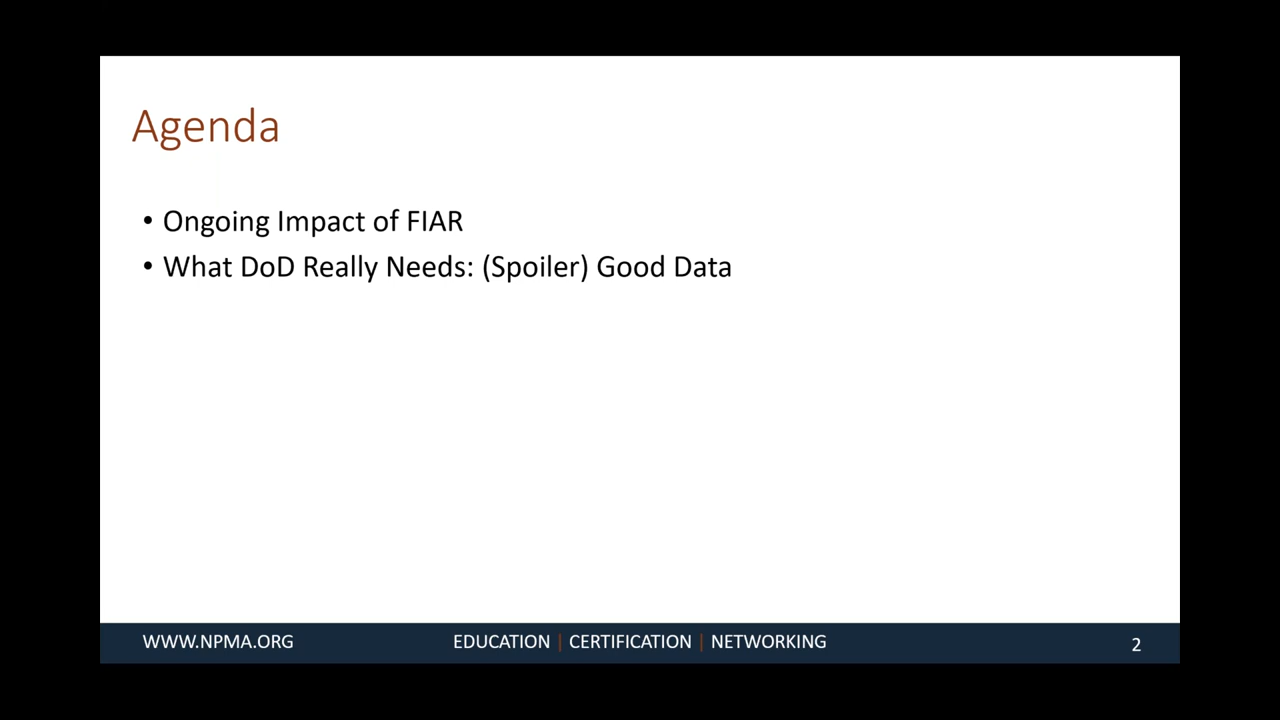 Agenda
• Ongoing Impact of FIAR
• What DoD Really Needs: (Spoiler) Good Data
WWW.NPMA.ORG EDUCATION | CERTIFICATION | NETWORKING 2